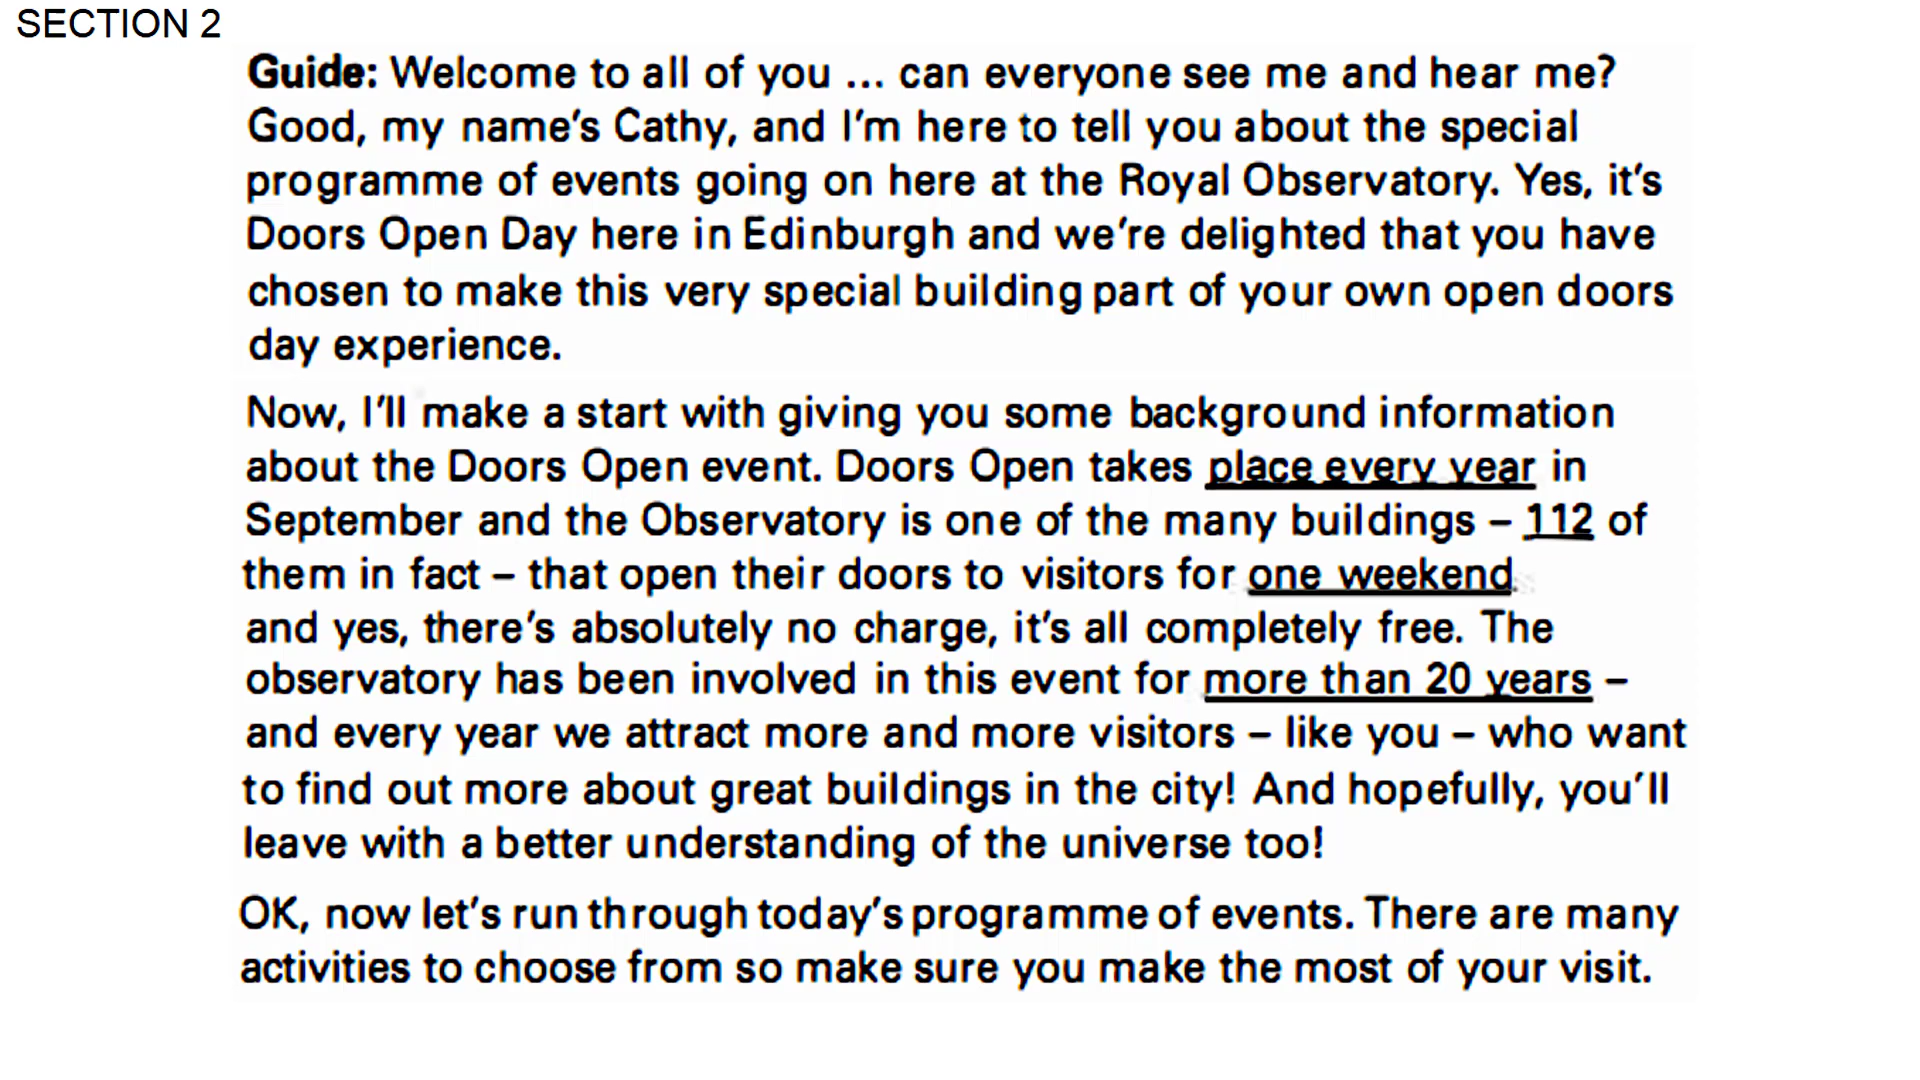 SECTION 2
Guide: Welcome to all of you ... can everyone see me and hear me?
Good, my name's Cathy, and I'm here to tell you about the special
programme of events going on here at the Royal Observatory. Yes, it's
Doors Open Day here in Edinburgh and we're delighted that you have
chosen to make this very special building part of your own open doors
day experience.
Now, I'll make a start with giving you some background information
about the Doors Open event. Doors Open takes place every year in
September and the Observatory is one of the many buildings – 112 of
them in fact – that open their doors to visitors for one weekend
and yes, there's absolutely no charge, it's all completely free. The
observatory has been involved in this event for more than 20 years –
and every year we attract more and more visitors – like you – who want
to find out more about great buildings in the city! And hopefully, you'll
leave with a better understanding of the universe too!
OK, now let's run through today's programme of events. There are many
activities to choose from so make sure you make the most of your visit.